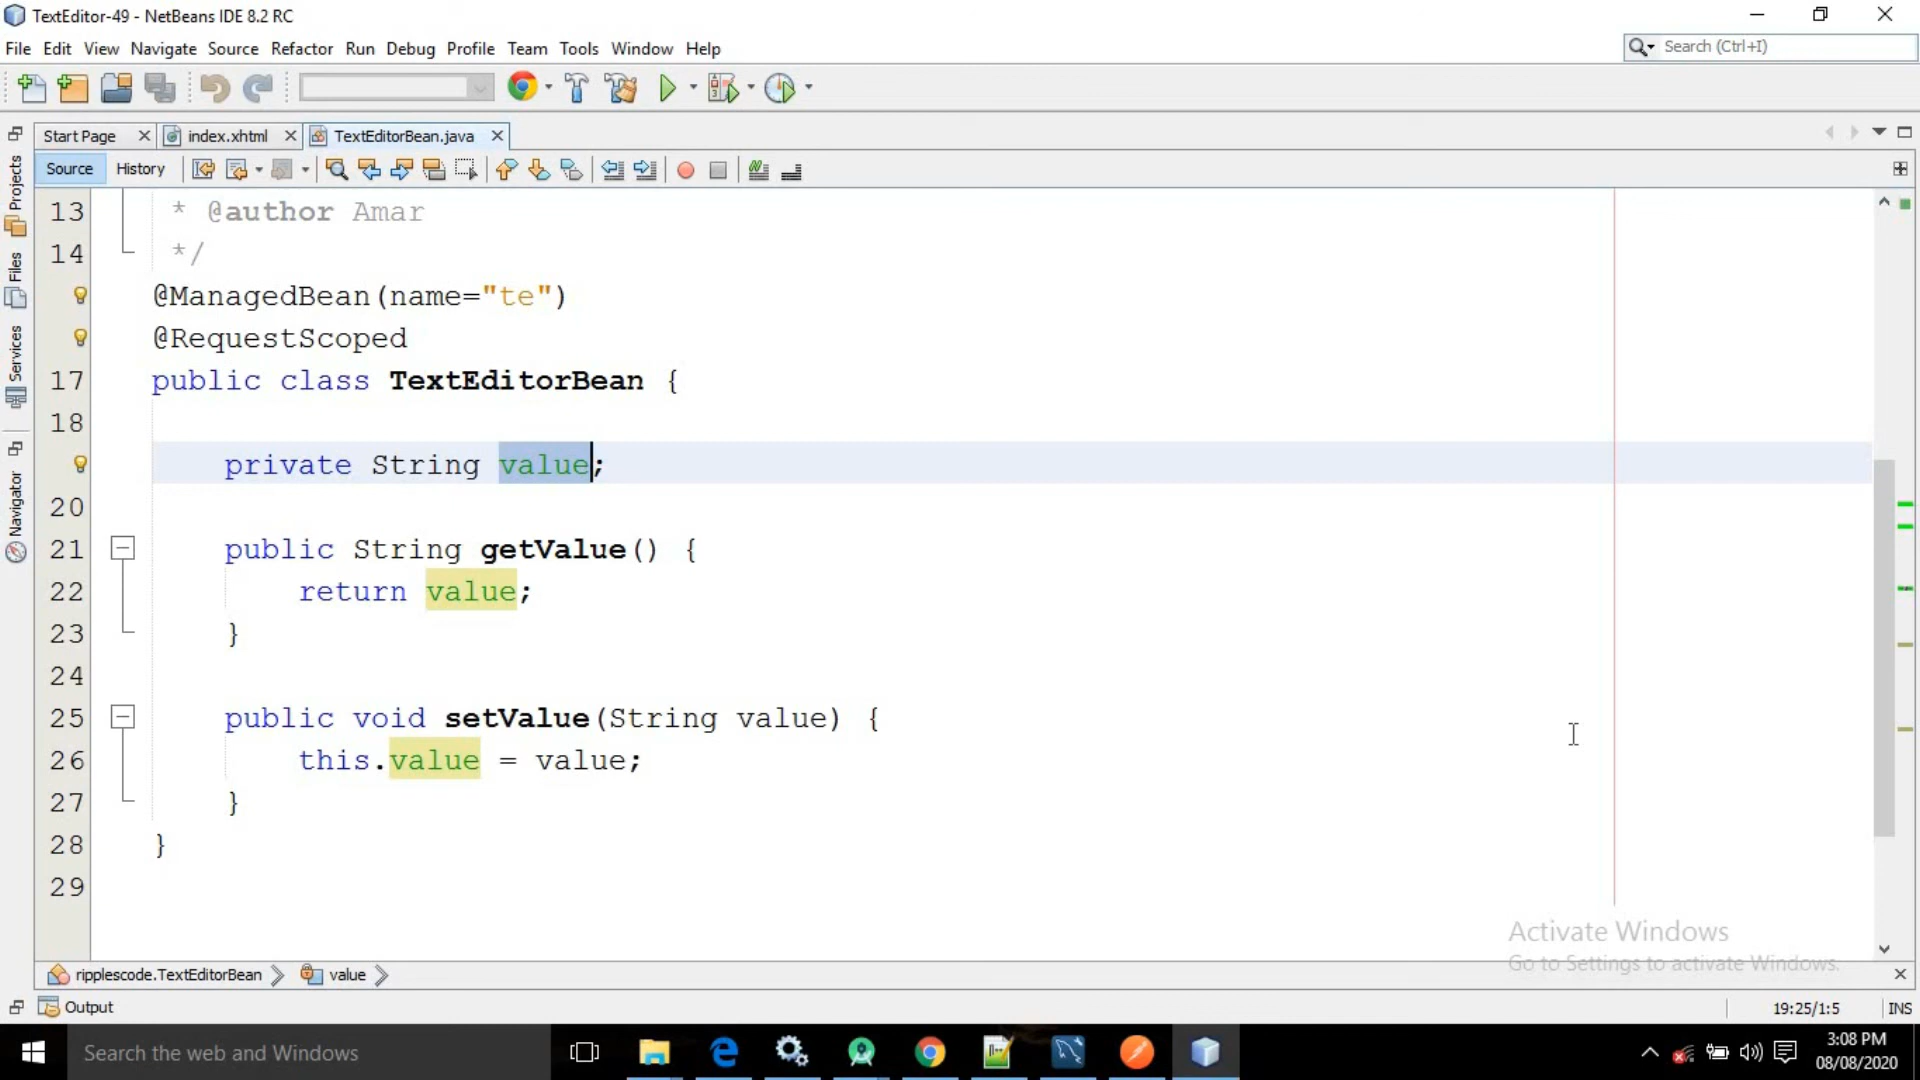 TextEditor-49 - NetBeans IDE 8.2 RC
File Edit View Navigate Source Refactor Run Debug Profile Team Tools Window Help
Search (Ctrl+I)
Start Page index.xhtml TextEditorBean.java
Source History
Projects
Files
Services
Navigator
13 * @author Amar
14 */
@ManagedBean(name="te")
@RequestScoped
17 public class TextEditorBean {
18
private String value;
20
21 public String getValue() {
22 return value;
23 }
24
25 public void setValue(String value) {
26 this.value = value;
27 }
28 }
29
Activate Windows
Go to Settings to activate Windows.
ripplescode.TextEditorBean value
Output
19:25/1:5 INS
Search the web and Windows
3:08 PM
08/08/2020